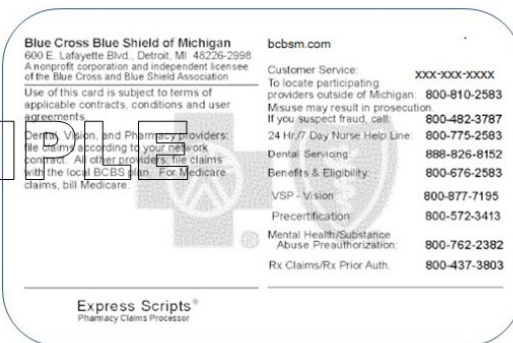 Blue Cross Blue Shield of Michigan
600 E. Lafayette Blvd., Detroit, MI 48226-2998
A nonprofit corporation and independent licensee
of the Blue Cross and Blue Shield Association
Use of this card is subject to terms of
applicable contracts, conditions and user
agreements.
Dental, Vision, and Pharmacy providers:
file claims according to your network
contract. All other providers: file claims
with the local BCBS plan. For Medicare
claims, bill Medicare.
PLE
Express Scripts®
Pharmacy Claims Processor
bcbsm.com
Customer Service: xxx-xxx-xxxx
To locate participating
providers outside of Michigan: 800-810-2583
Misuse may result in prosecution.
If you suspect fraud, call: 800-482-3787
24 Hr./7 Day Nurse Help Line: 800-775-2583
Dental Servicing: 888-826-8152
Benefits & Eligibility: 800-676-2583
VSP - Vision 800-877-7195
Precertification 800-572-3413
Mental Health/Substance
Abuse Preauthorization: 800-762-2382
Rx Claims/Rx Prior Auth. 800-437-3803